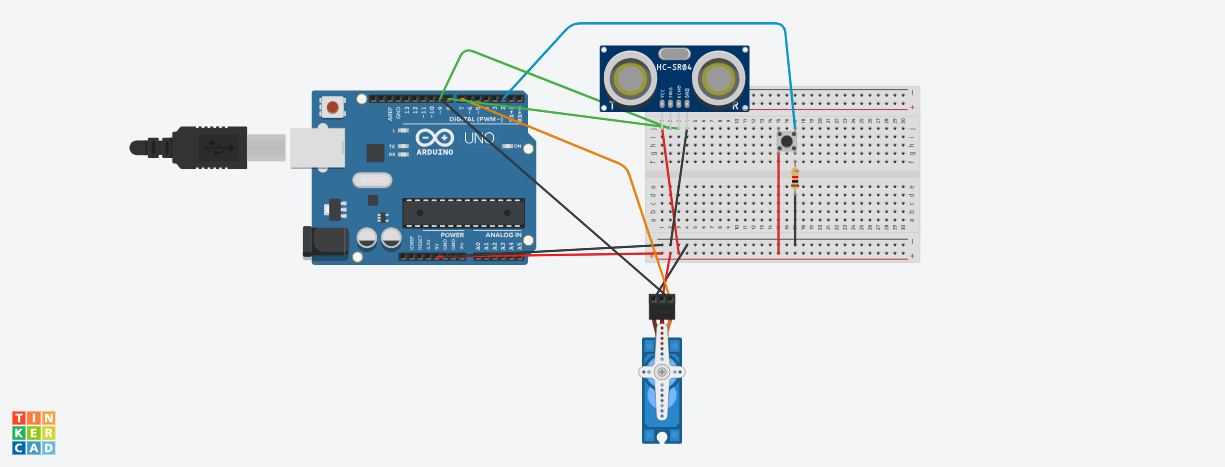 HC-SR04
VCC
TRIG
ECHO
GND
AREF
GND
13
12
~11
~10
~9
8
7
~6
~5
4
~3
2
DIGITAL (PWM~)
L
TX
RX
ARDUINO
UNO
ON
POWER
ANALOG IN
IOREF
RESET
3.3V
5V
GND
GND
Vin
A0
A1
A2
A3
A4
A5
TIN
KER
CAD